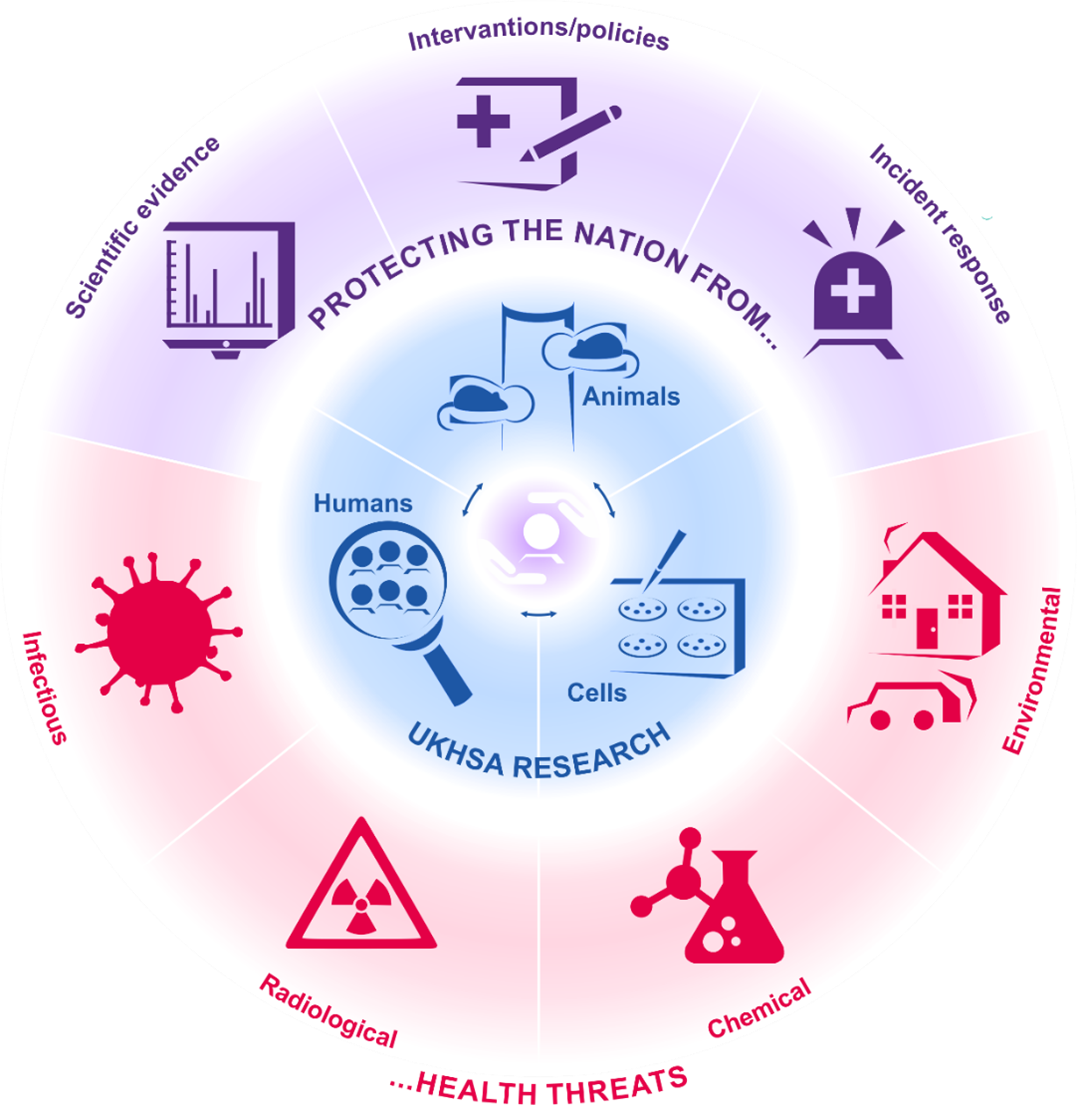 Interventions/policies
Scientific evidence
Incident response
PROTECTING THE NATION FROM...
Animals
Humans
Cells
UKHSA RESEARCH
Infectious
Environmental
Radiological
Chemical
...HEALTH THREATS